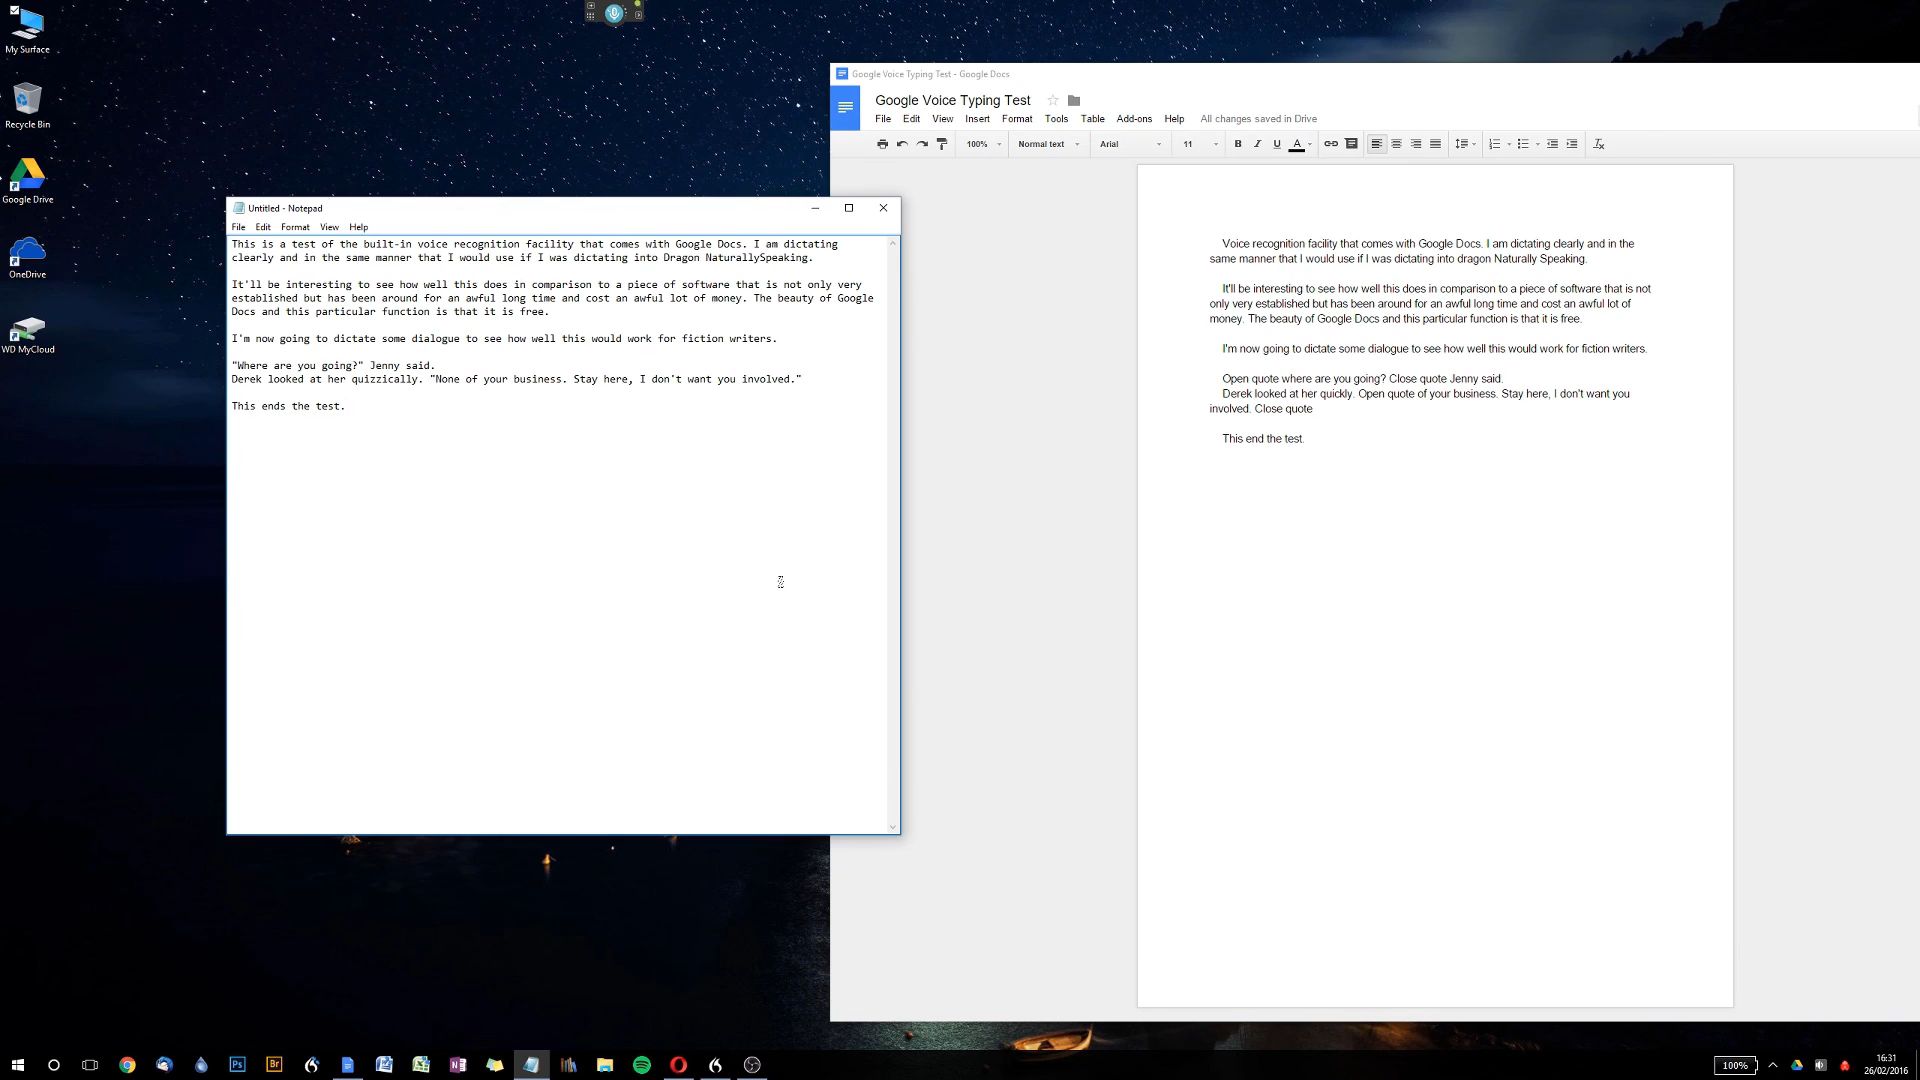 My Surface
Recycle Bin
Google Drive
OneDrive
WD MyCloud
Untitled - Notepad
File Edit Format View Help
This is a test of the built-in voice recognition facility that comes with Google Docs. I am dictating
clearly and in the same manner that I would use if I was dictating into Dragon NaturallySpeaking.
It'll be interesting to see how well this does in comparison to a piece of software that is not only very
established but has been around for an awful long time and cost an awful lot of money. The beauty of Google
Docs and this particular function is that it is free.
I'm now going to dictate some dialogue to see how well this would work for fiction writers.
"Where are you going?" Jenny said.
Derek looked at her quizzically. "None of your business. Stay here, I don't want you involved."
This ends the test.
Google Voice Typing Test - Google Docs
Google Voice Typing Test
File Edit View Insert Format Tools Table Add-ons Help All changes saved in Drive
100% Normal text Arial 11 B I U A
Voice recognition facility that comes with Google Docs. I am dictating clearly and in the
same manner that I would use if I was dictating into dragon Naturally Speaking.
It'll be interesting to see how well this does in comparison to a piece of software that is not
only very established but has been around for an awful long time and cost an awful lot of
money. The beauty of Google Docs and this particular function is that it is free.
I'm now going to dictate some dialogue to see how well this would work for fiction writers.
Open quote where are you going? Close quote Jenny said.
Derek looked at her quickly. Open quote of your business. Stay here, I don't want you
involved. Close quote
This end the test.
Ps Br
100%
16:31
26/02/2016